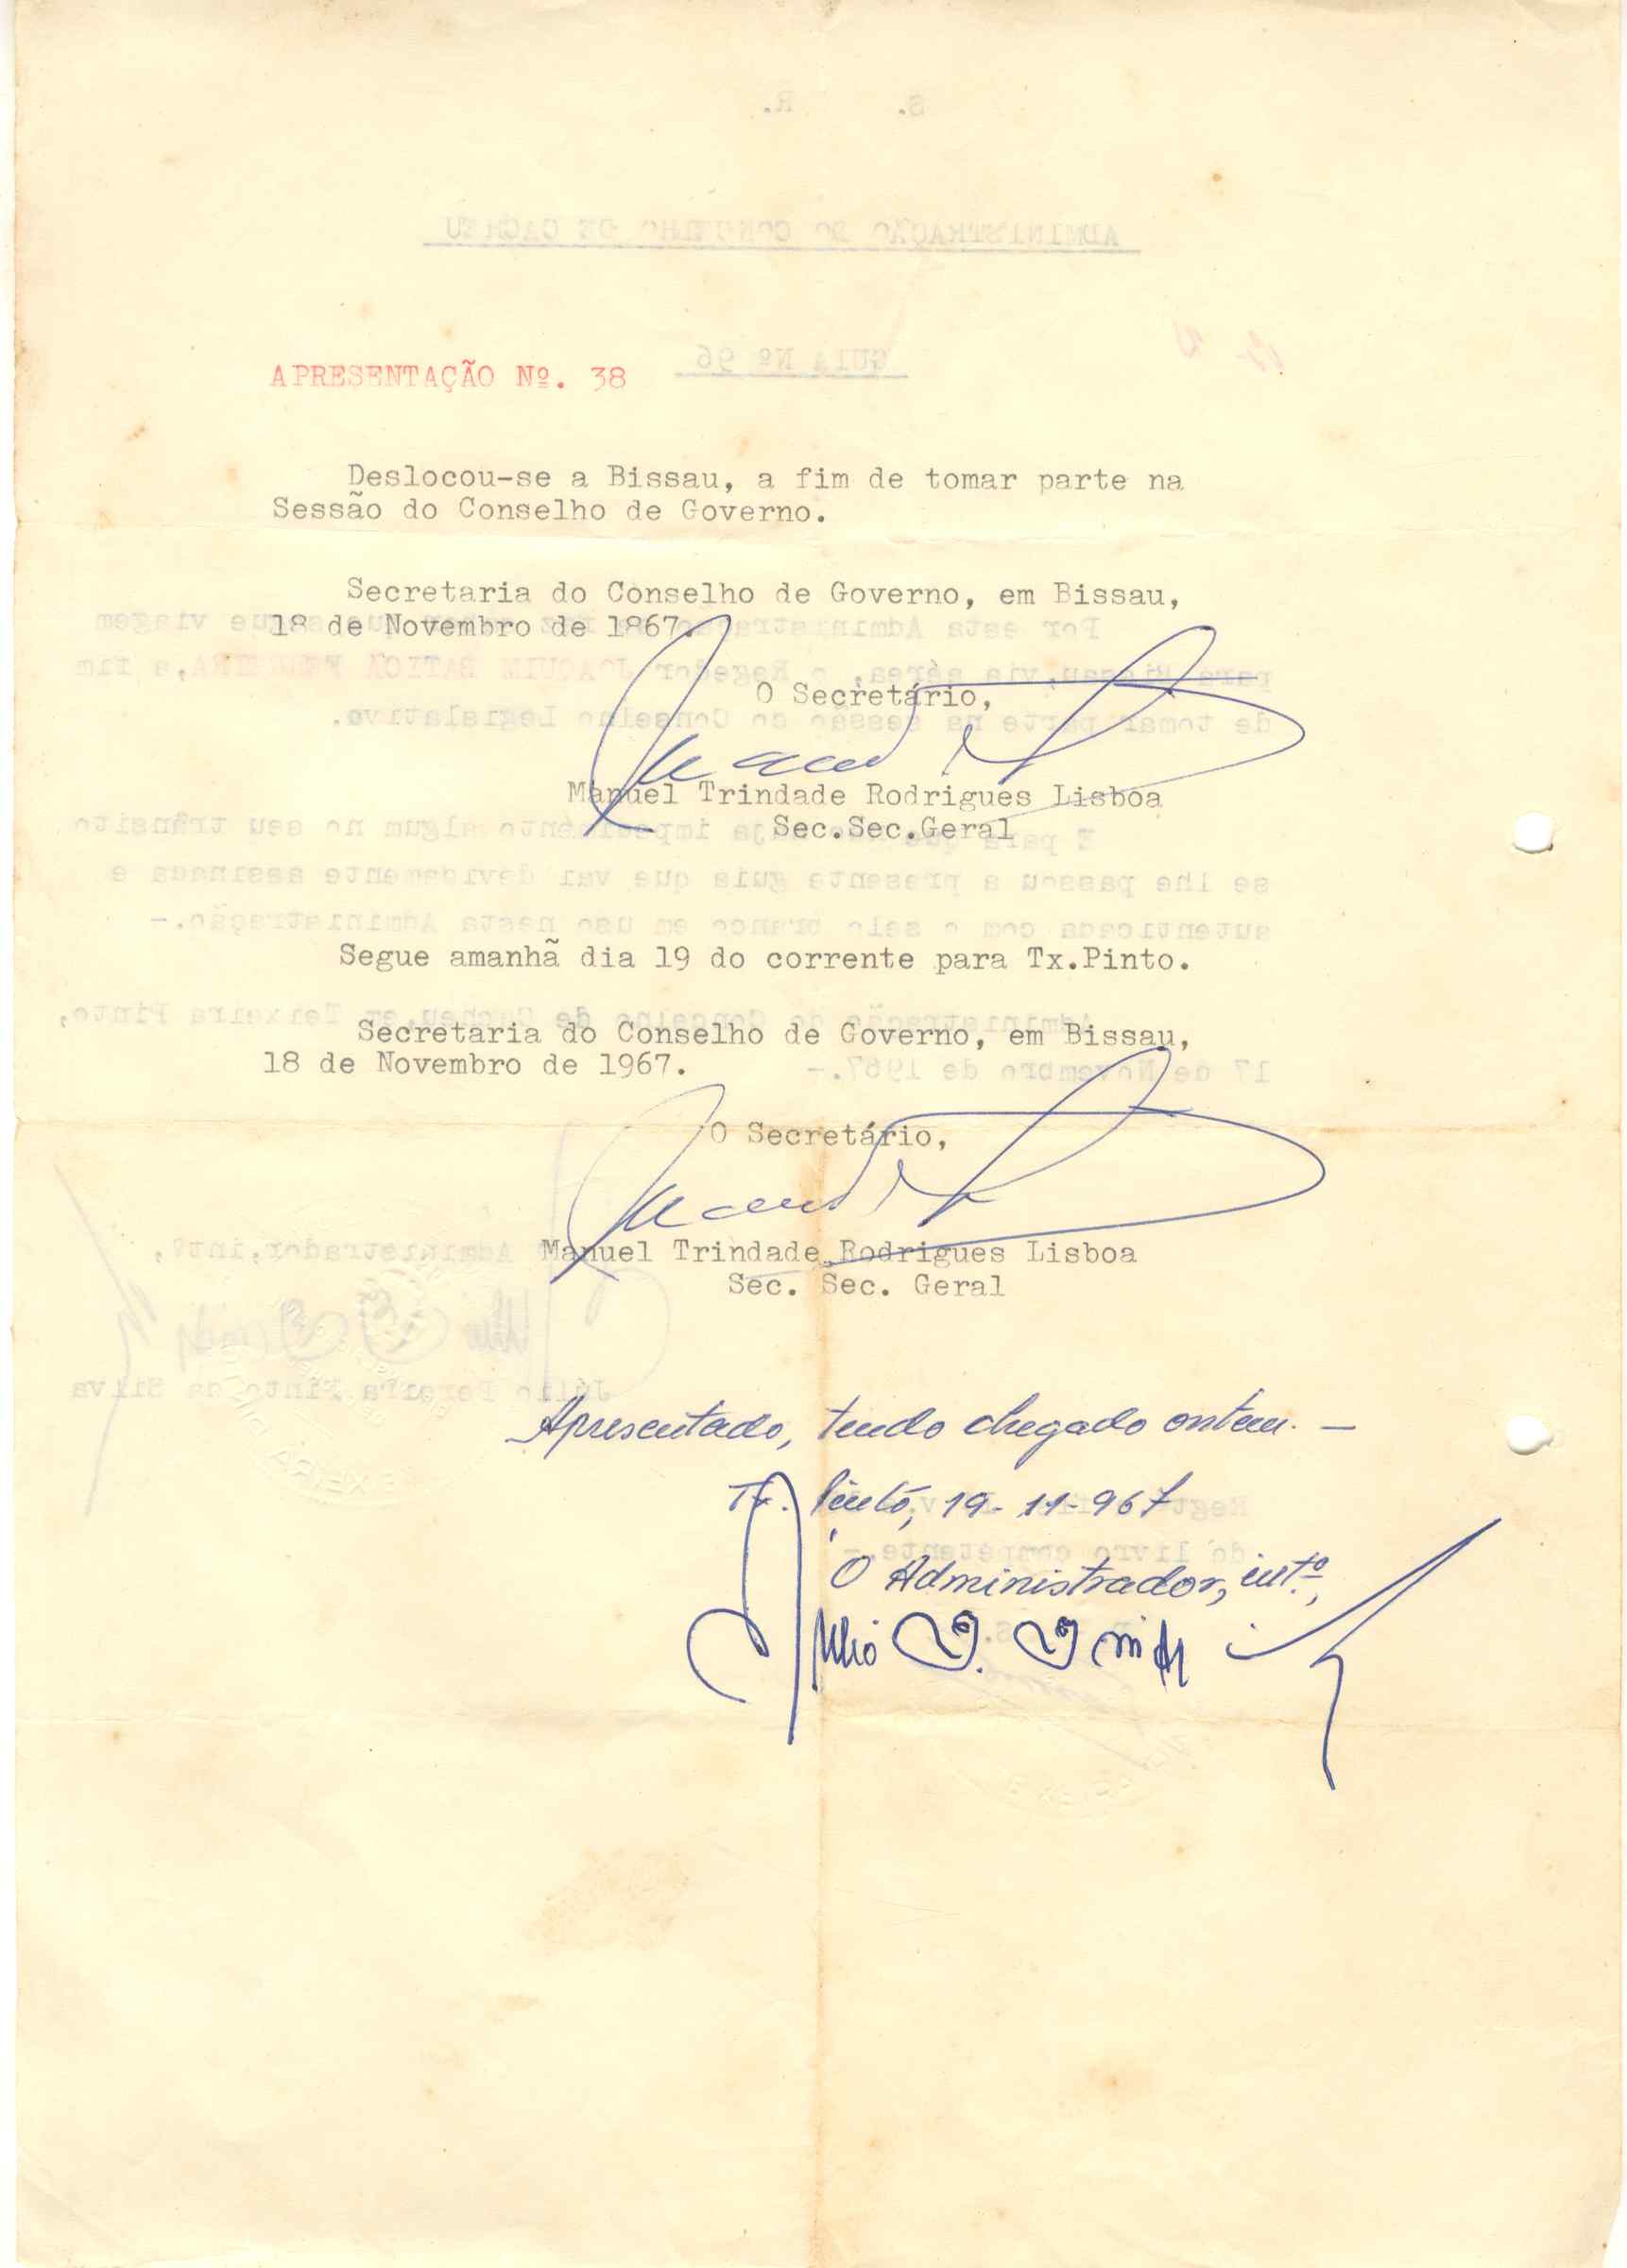 APRESENTAÇÃO Nº. 38
Deslocou-se a Bissau, a fim de tomar parte na
Sessão do Conselho de Governo.
Secretaria do Conselho de Governo, em Bissau,
18 de Novembro de 1867.
O Secretário,
Manuel Trindade Rodrigues Lisboa
Sec.Sec.Geral
Segue amanhã dia 19 do corrente para Tx.Pinto.
Secretaria do Conselho de Governo, em Bissau,
18 de Novembro de 1967.
O Secretário,
Manuel Trindade Rodrigues Lisboa
Sec. Sec. Geral
Apresentado, tendo chegado ontem. —
Tx. Pinto, 19-11-967
O Administrador, intº,